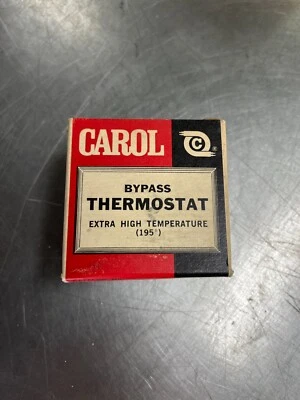 CAROL
C ®
BYPASS
THERMOSTAT
EXTRA HIGH TEMPERATURE
(195°)